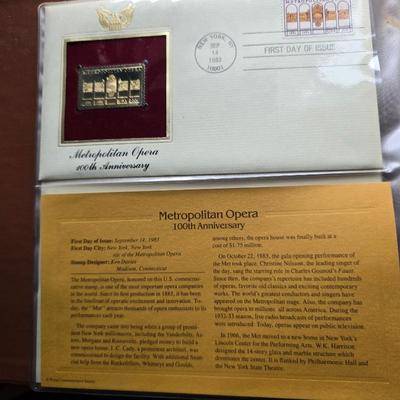 METROPOLITAN OPERA
NEW YORK, NY
SEP
14
1983
10001
FIRST DAY OF ISSUE
Metropolitan Opera
100th Anniversary
Metropolitan Opera
100th Anniversary
First Day of Issue: September 14, 1983
First Day City: New York, New York
site of the Metropolitan Opera
Stamp Designer: Ken Davies
Madison, Connecticut
The Metropolitan Opera, honored on this U.S. commemora-
tive stamp, is one of the most important opera companies
in the world. Since its first production in 1883, it has been
in the forefront of operatic excitement and innovation. To-
day, the "Met" attracts thousands of opera enthusiasts to its
performances each year.
The company came into being when a group of promi-
nent New York millionaires, including the Vanderbilts, As-
tors, Morgans and Roosevelts, pledged money to build a
new opera house. J. C. Cady, a prominent architect, was
commissioned to design the facility. With additional finan-
cial help from the Rockefellers, Whitneys and Goulds,
among others, the opera house was finally built at a
cost of $1.75 million.
On October 22, 1883, the gala opening performance of
the Met took place. Christine Nilsson, the leading singer of
the day, sang the starring role in Charles Gounod's Faust.
Since then, the company's repertoire has included hundreds
of operas, favorite old classics and exciting contemporary
works. The world's greatest conductors and singers have
appeared on the Metropolitan stage. Also, the company has
brought opera to millions all across America. During the
1931-32 season, live radio broadcasts of performances
were introduced. Today, operas appear on public television.
In 1966, the Met moved to a new home in New York's
Lincoln Center for the Performing Arts. W.K. Harrison
designed the 14-story glass and marble structure which
dominates the center. It is flanked by Philharmonic Hall and
the New York State Theatre.